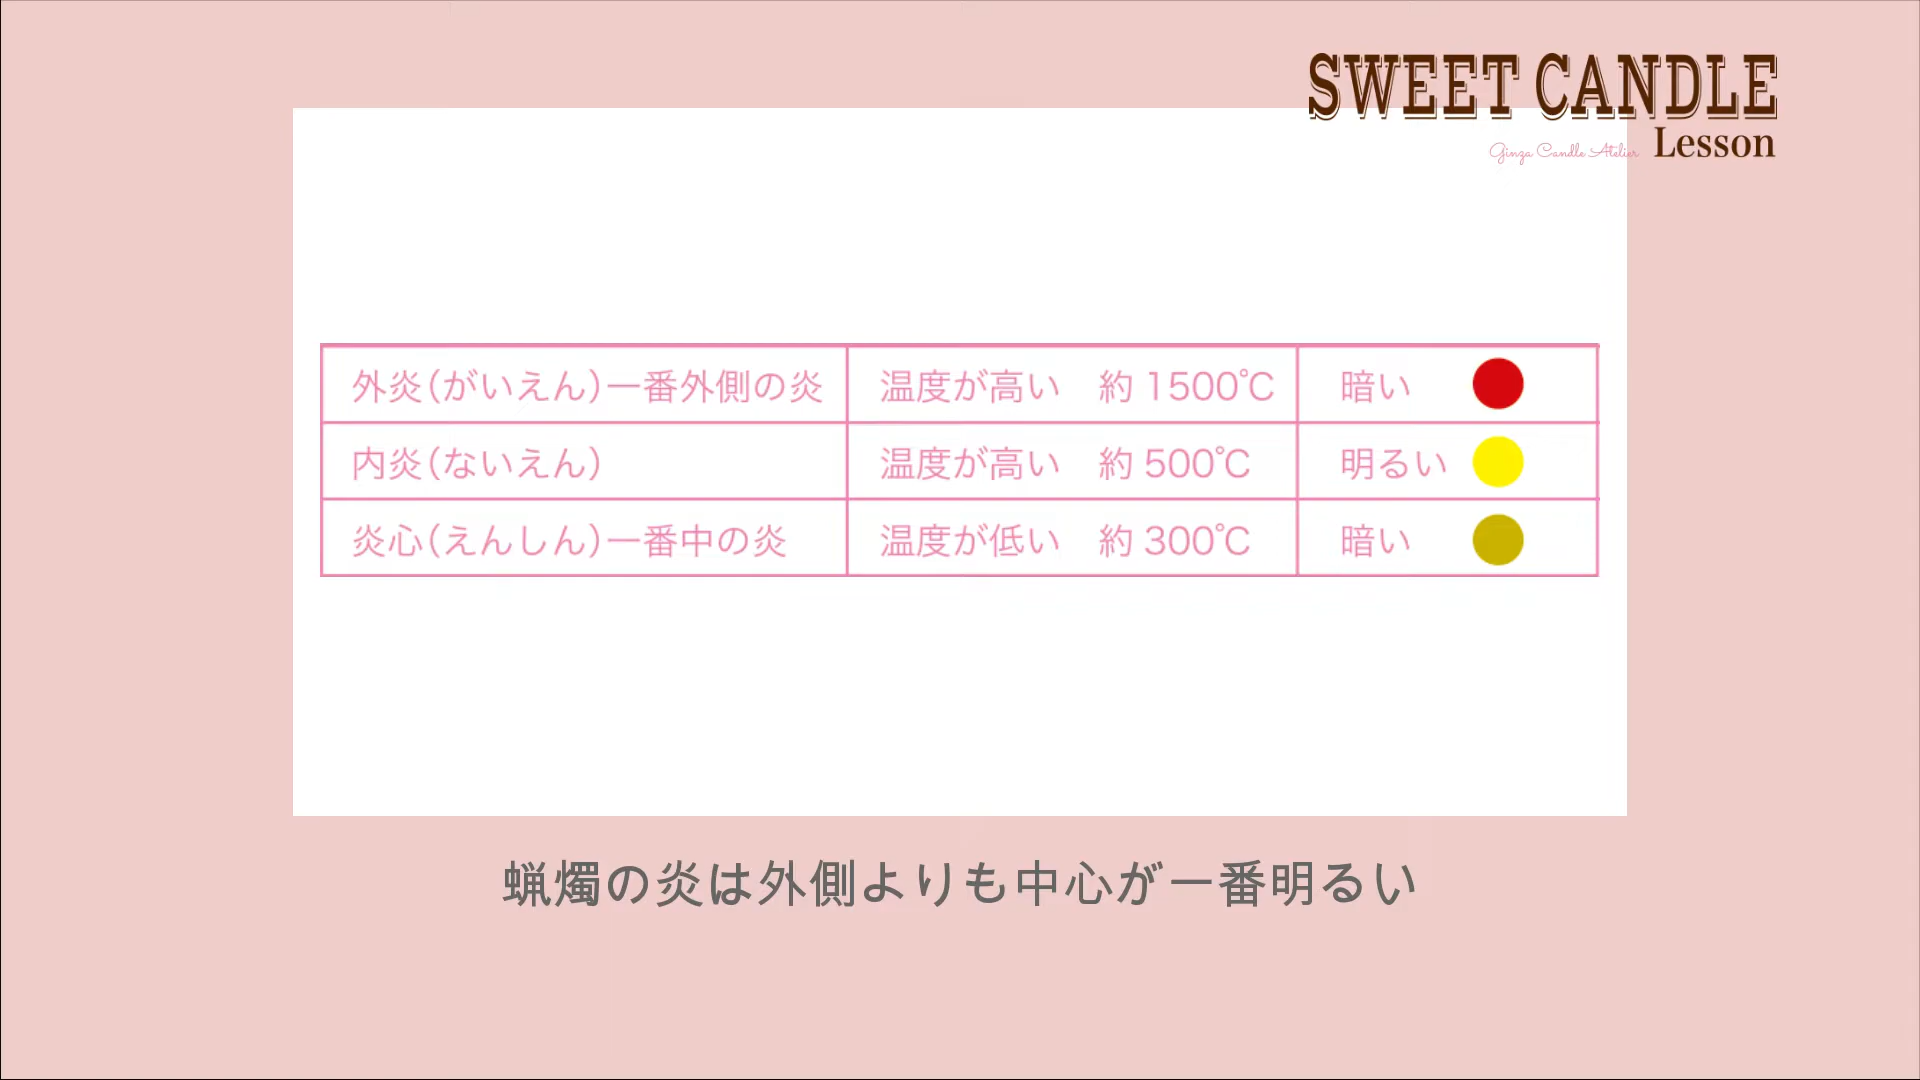 SWEET CANDLE
Ginza Candle Atelier Lesson
外炎(がいえん)一番外側の炎 温度が高い 約1500℃ 暗い
内炎(ないえん) 温度が高い 約500℃ 明るい
炎心(えんしん)一番中の炎 温度が低い 約300℃ 暗い
蝋燭の炎は外側よりも中心が一番明るい